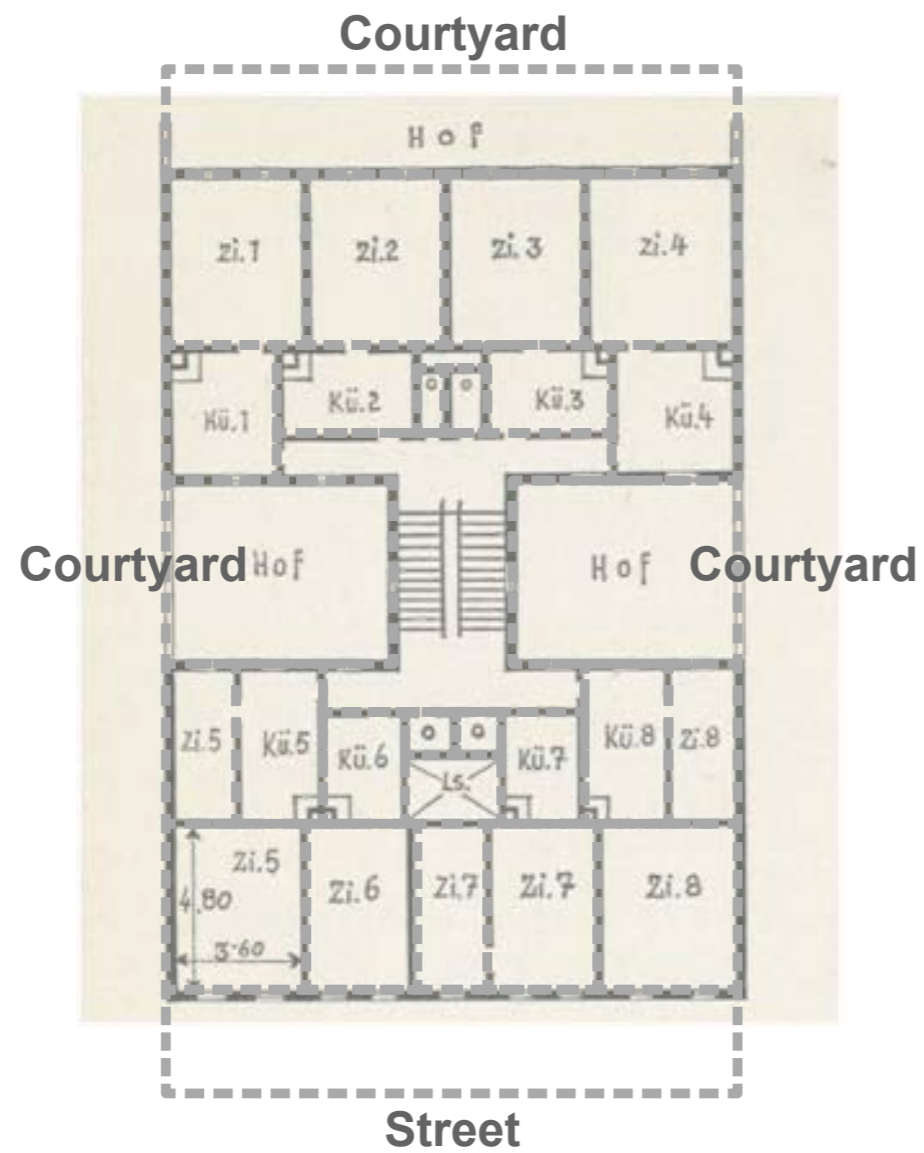 Courtyard
Hof
Zi.1 Zi.2 Zi.3 Zi.4
Kü.1 Kü.2 Kü.3 Kü.4
Courtyard Hof Hof Courtyard
Zi.5 Kü.5 Kü.6 Kü.7 Kü.8 Zi.8
Ls.
Zi.5 Zi.6 Zi.7 Zi.7 Zi.8
4.80
3·60
Street